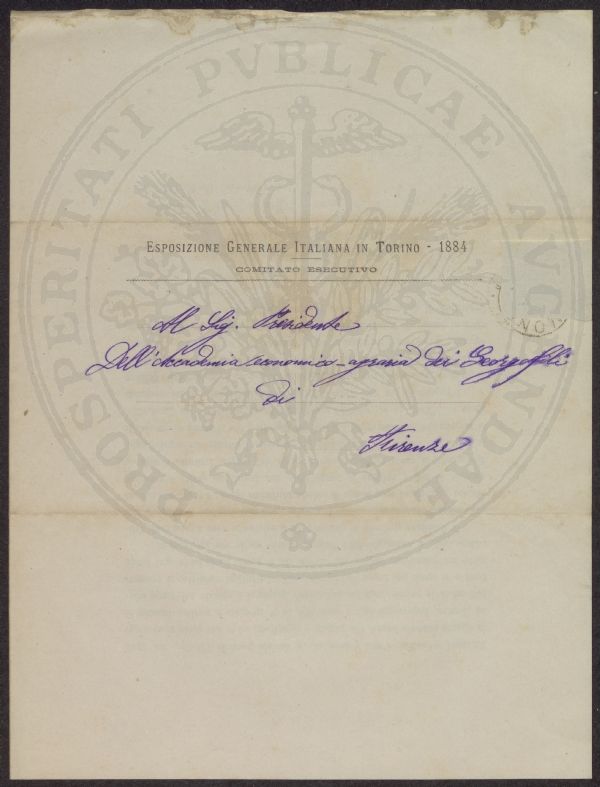 PROSPERITATI PVBLICAE AVGENDAE
ESPOSIZIONE GENERALE ITALIANA IN TORINO - 1884
COMITATO ESECUTIVO
Al Sig. Presidente
Dell'Accademia economico-agraria dei Georgofili
di
Firenze